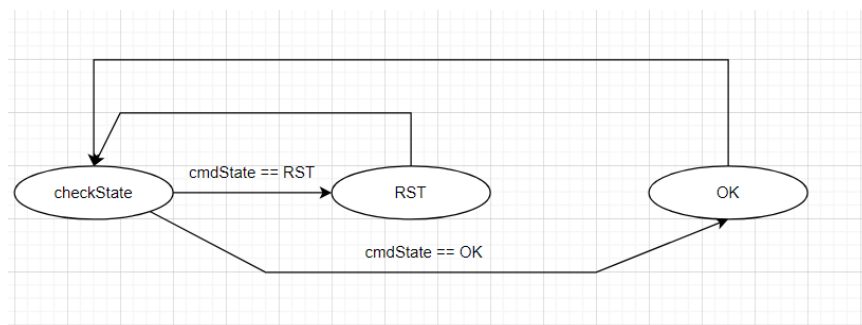 cmdState == RST
checkState
RST
OK
cmdState == OK